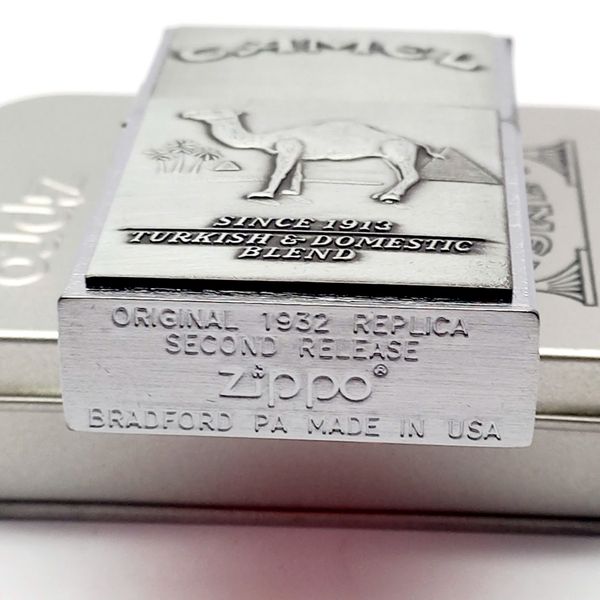 CAMEL
SINCE 1913
TURKISH & DOMESTIC
BLEND
ORIGINAL 1932 REPLICA
SECOND RELEASE
Zippo®
BRADFORD PA MADE IN USA